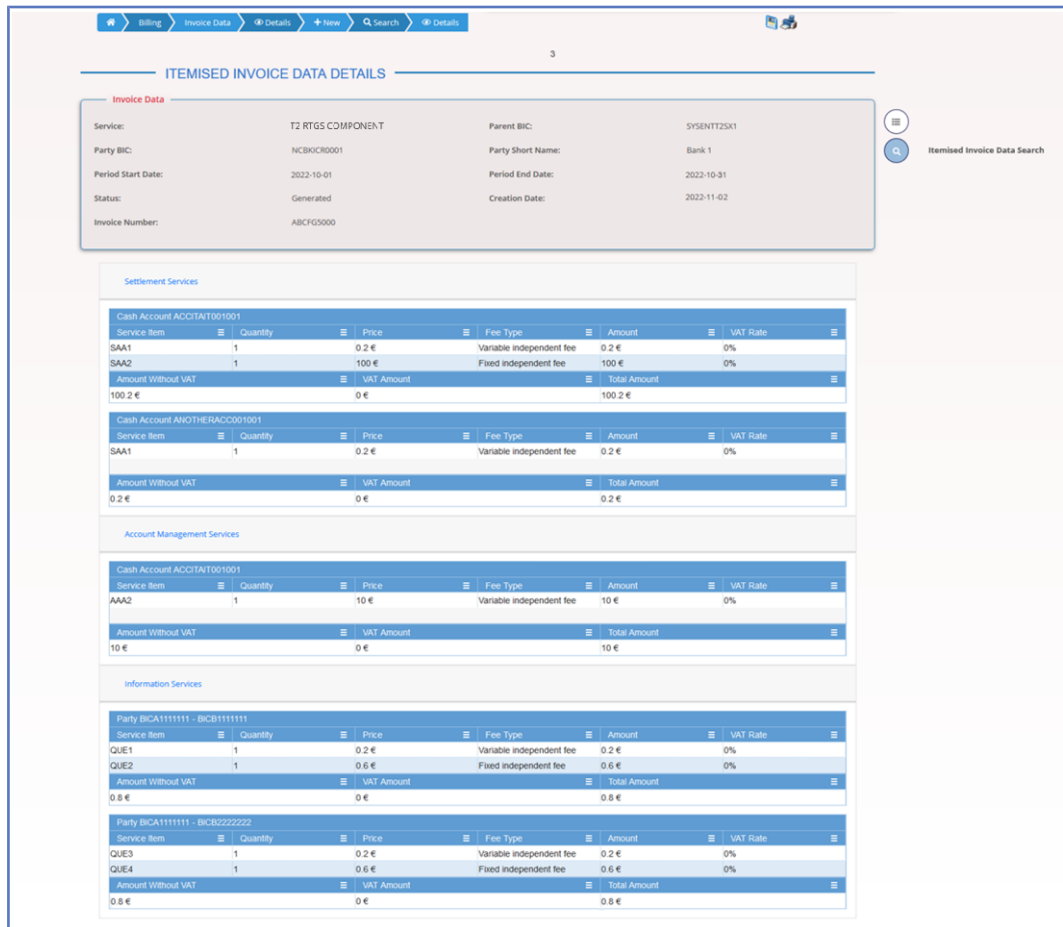 Billing Invoice Data Details New Search Details
3
ITEMISED INVOICE DATA DETAILS
Invoice Data
Service: T2 RTGS COMPONENT Parent BIC: SYSENTT2SX1
Party BIC: NCBKICR0001 Party Short Name: Bank 1
Itemised Invoice Data Search
Period Start Date: 2022-10-01 Period End Date: 2022-10-31
Status: Generated Creation Date: 2022-11-02
Invoice Number: ABCFG5000
Settlement Services
Cash Account ACCITAIT001001
Service Item Quantity Price Fee Type Amount VAT Rate
SAA1 1 0.2 € Variable independent fee 0.2 € 0%
SAA2 1 100 € Fixed independent fee 100 € 0%
Amount Without VAT VAT Amount Total Amount
100.2 € 0 € 100.2 €
Cash Account ANOTHERACC001001
Service Item Quantity Price Fee Type Amount VAT Rate
SAA1 1 0.2 € Variable independent fee 0.2 € 0%
Amount Without VAT VAT Amount Total Amount
0.2 € 0 € 0.2 €
Account Management Services
Cash Account ACCITAIT001001
Service Item Quantity Price Fee Type Amount VAT Rate
AAA2 1 10 € Variable independent fee 10 € 0%
Amount Without VAT VAT Amount Total Amount
10 € 0 € 10 €
Information Services
Party BICA1111111 - BICB1111111
Service Item Quantity Price Fee Type Amount VAT Rate
QUE1 1 0.2 € Variable independent fee 0.2 € 0%
QUE2 1 0.6 € Fixed independent fee 0.6 € 0%
Amount Without VAT VAT Amount Total Amount
0.8 € 0 € 0.8 €
Party BICA1111111 - BICB2222222
Service Item Quantity Price Fee Type Amount VAT Rate
QUE3 1 0.2 € Variable independent fee 0.2 € 0%
QUE4 1 0.6 € Fixed independent fee 0.6 € 0%
Amount Without VAT VAT Amount Total Amount
0.8 € 0 € 0.8 €